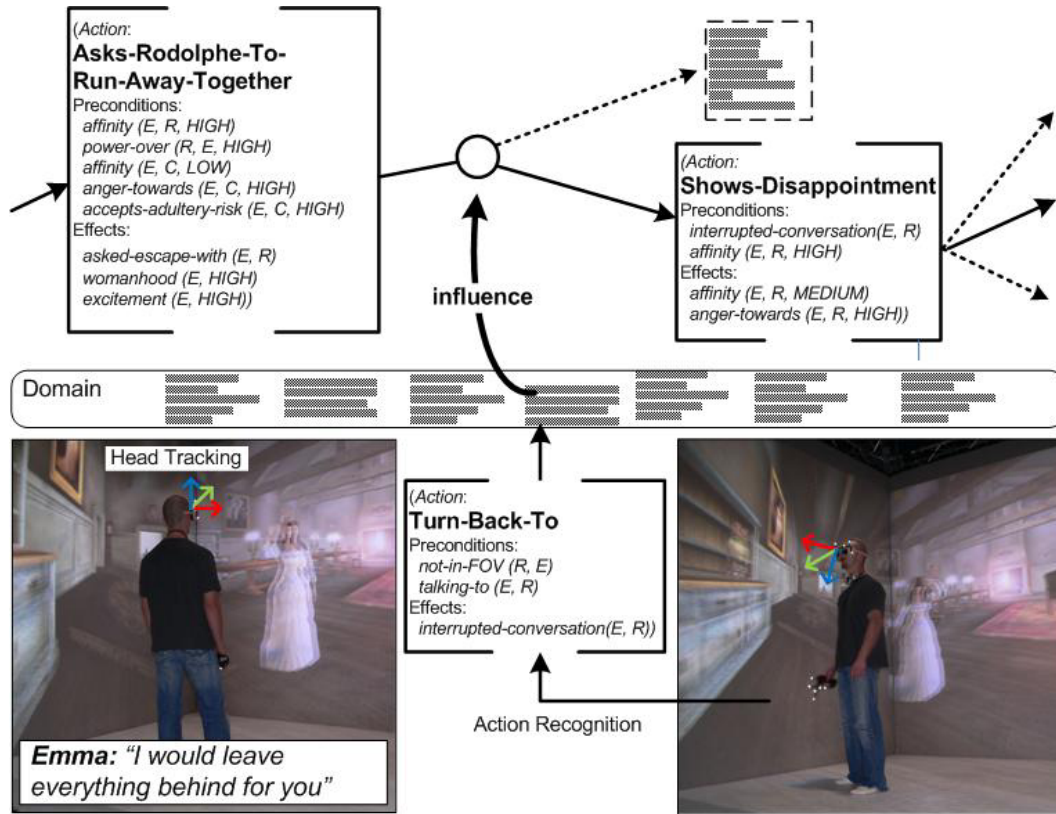 (Action:
Asks-Rodolphe-To-
Run-Away-Together
Preconditions:
affinity (E, R, HIGH)
power-over (R, E, HIGH)
affinity (E, C, LOW)
anger-towards (E, C, HIGH)
accepts-adultery-risk (E, C, HIGH)
Effects:
asked-escape-with (E, R)
womanhood (E, HIGH)
excitement (E, HIGH))
influence
(Action:
Shows-Disappointment
Preconditions:
interrupted-conversation(E, R)
affinity (E, R, HIGH)
Effects:
affinity (E, R, MEDIUM)
anger-towards (E, R, HIGH))
Domain
Head Tracking
Emma: “I would leave
everything behind for you”
(Action:
Turn-Back-To
Preconditions:
not-in-FOV (R, E)
talking-to (E, R)
Effects:
interrupted-conversation(E, R))
Action Recognition